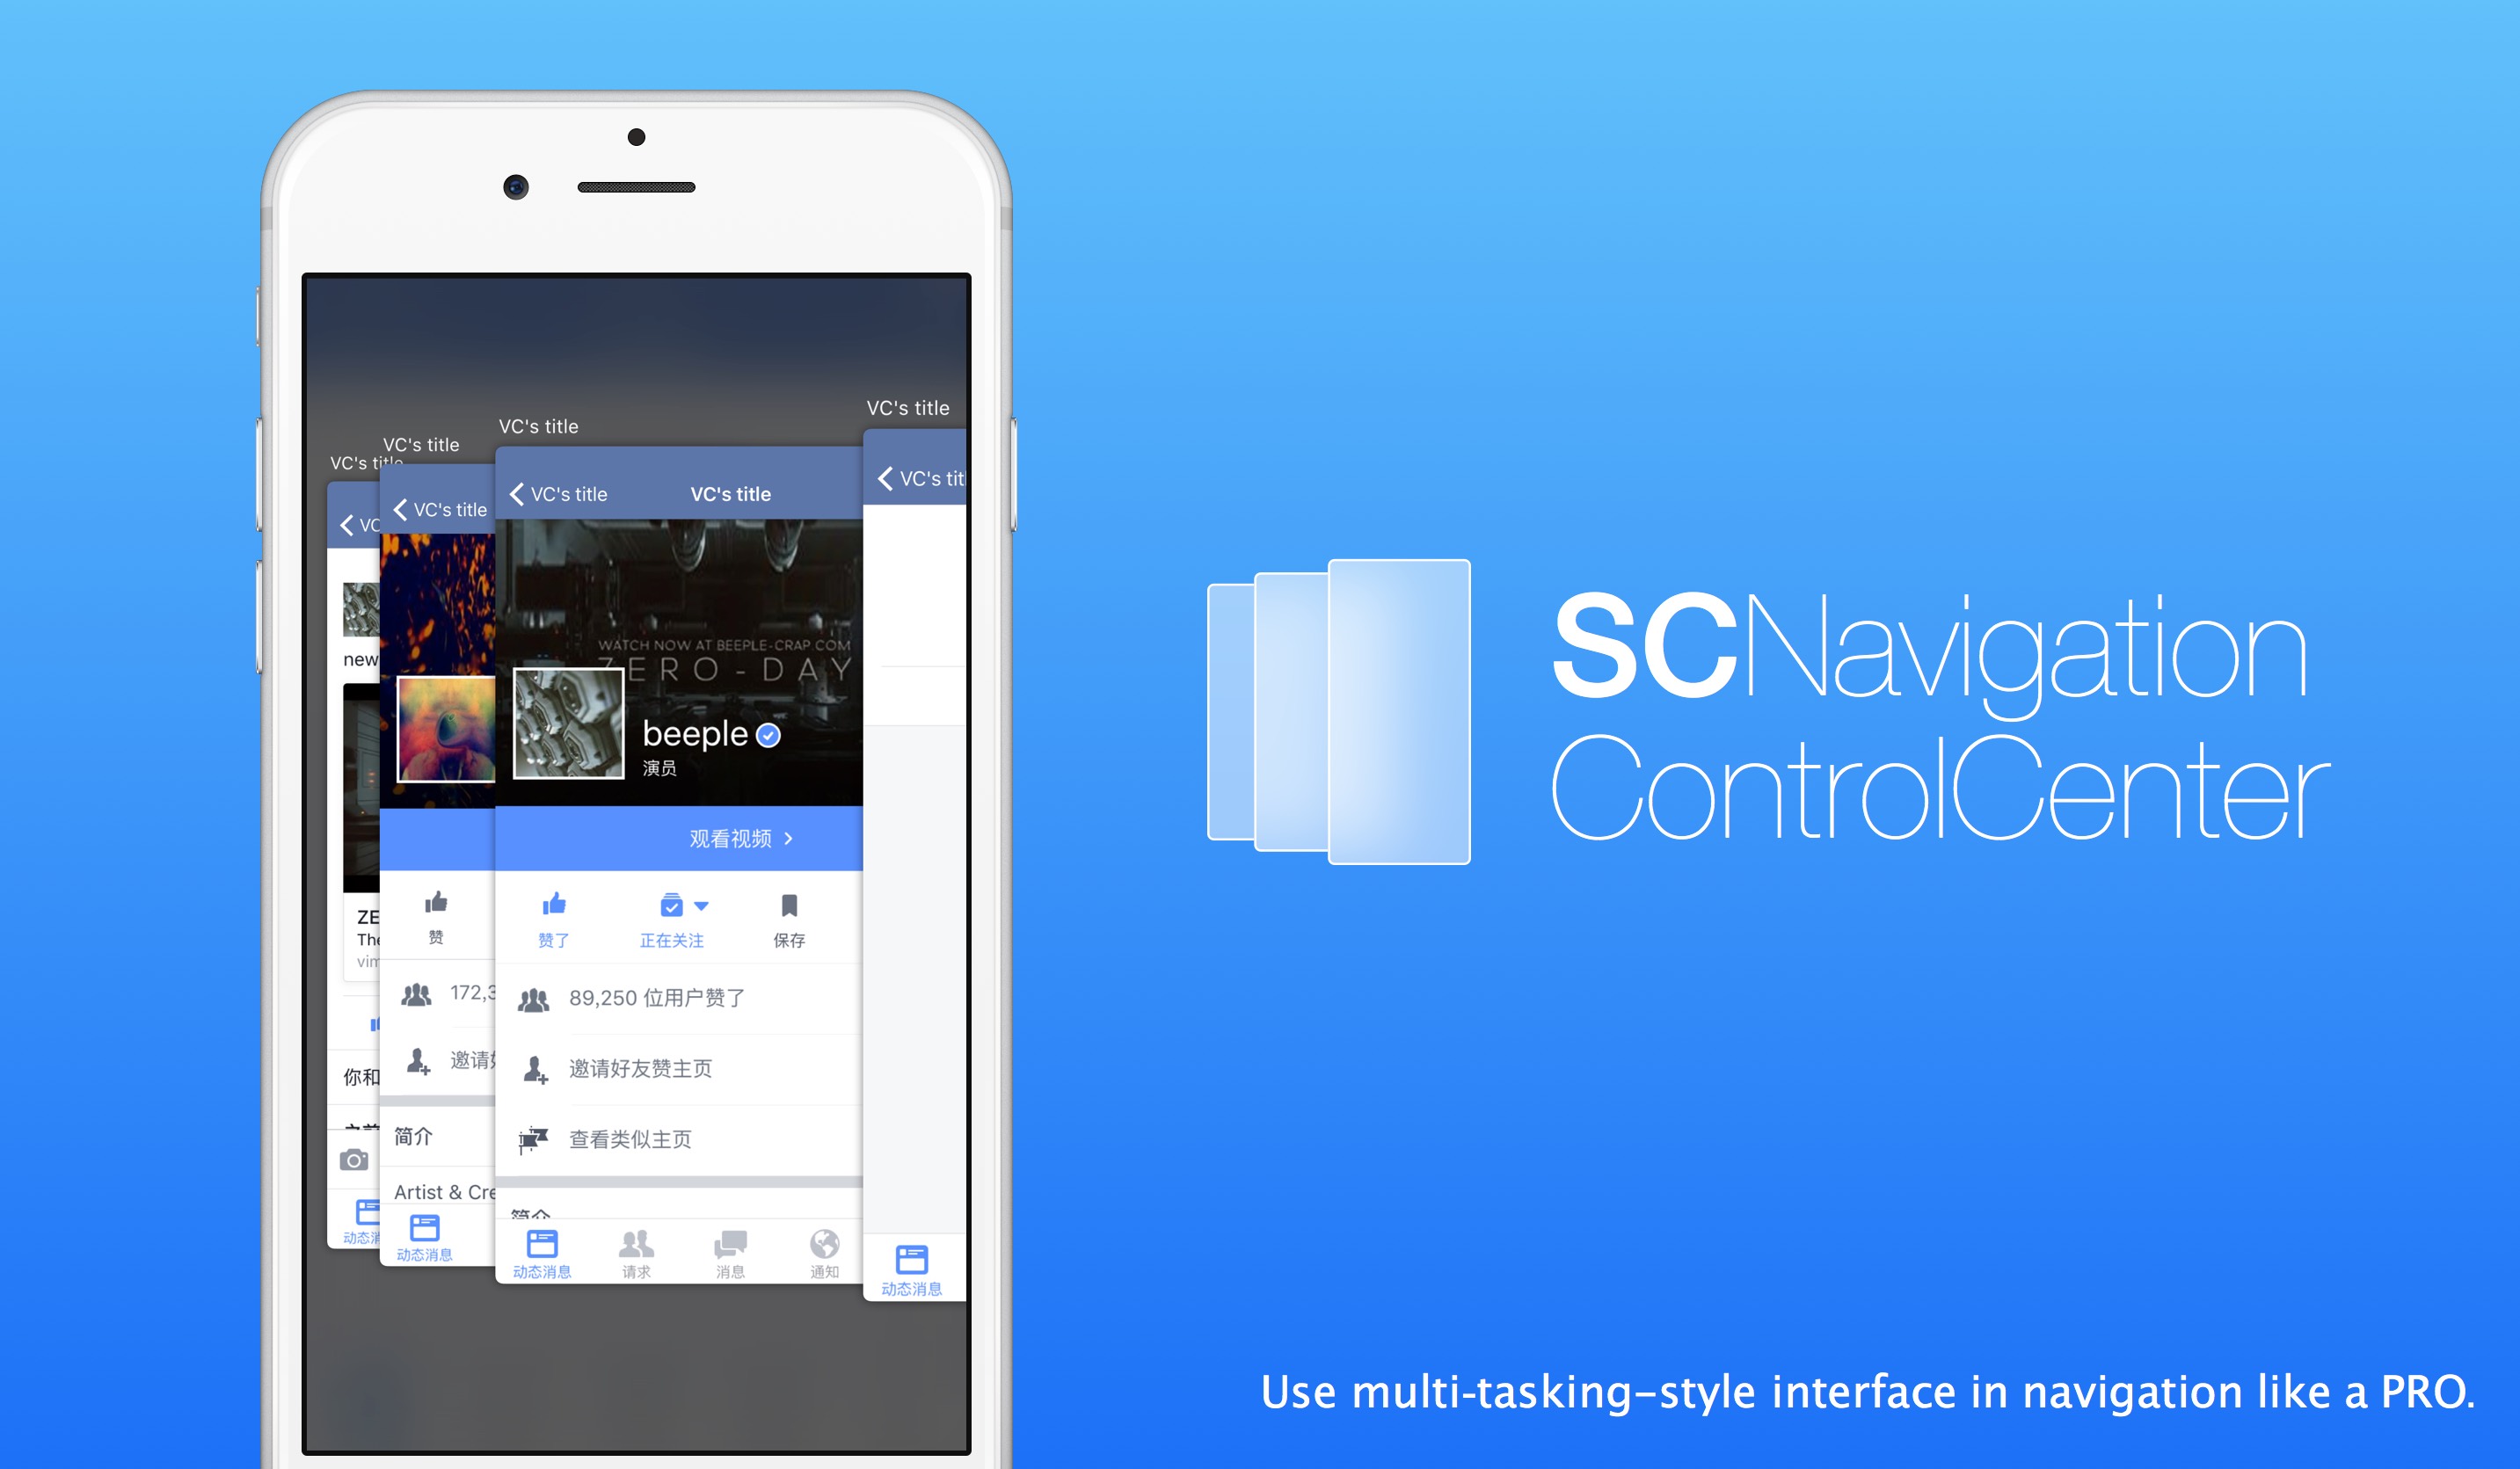 VC's title
VC's title
VC's title
VC's title
VC
new
ZE
The
vim
你和
动态消
VC's title
赞
172,3
邀请好
简介
Artist & Cre
动态消息
VC's title
VC's title
WATCH NOW AT BEEPLE-CRAP.COM
ZERO-DAY
beeple
演员
观看视频
赞了
正在关注
保存
89,250 位用户赞了
邀请好友赞主页
查看类似主页
简介
动态消息
请求
消息
通知
VC's titl
动态消息
SCNavigation
ControlCenter
Use multi-tasking-style interface in navigation like a PRO.